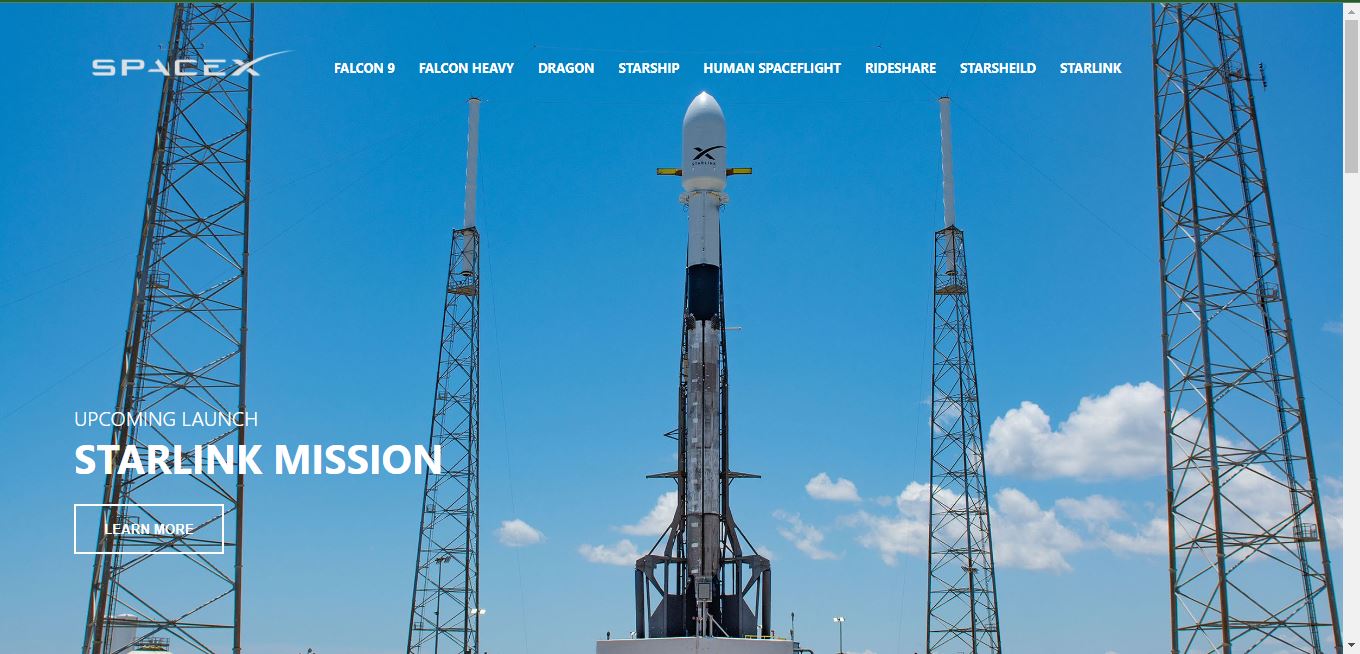 SPACEX
FALCON 9 FALCON HEAVY DRAGON STARSHIP HUMAN SPACEFLIGHT RIDESHARE STARSHEILD STARLINK
STARLINK
UPCOMING LAUNCH
STARLINK MISSION
LEARN MORE